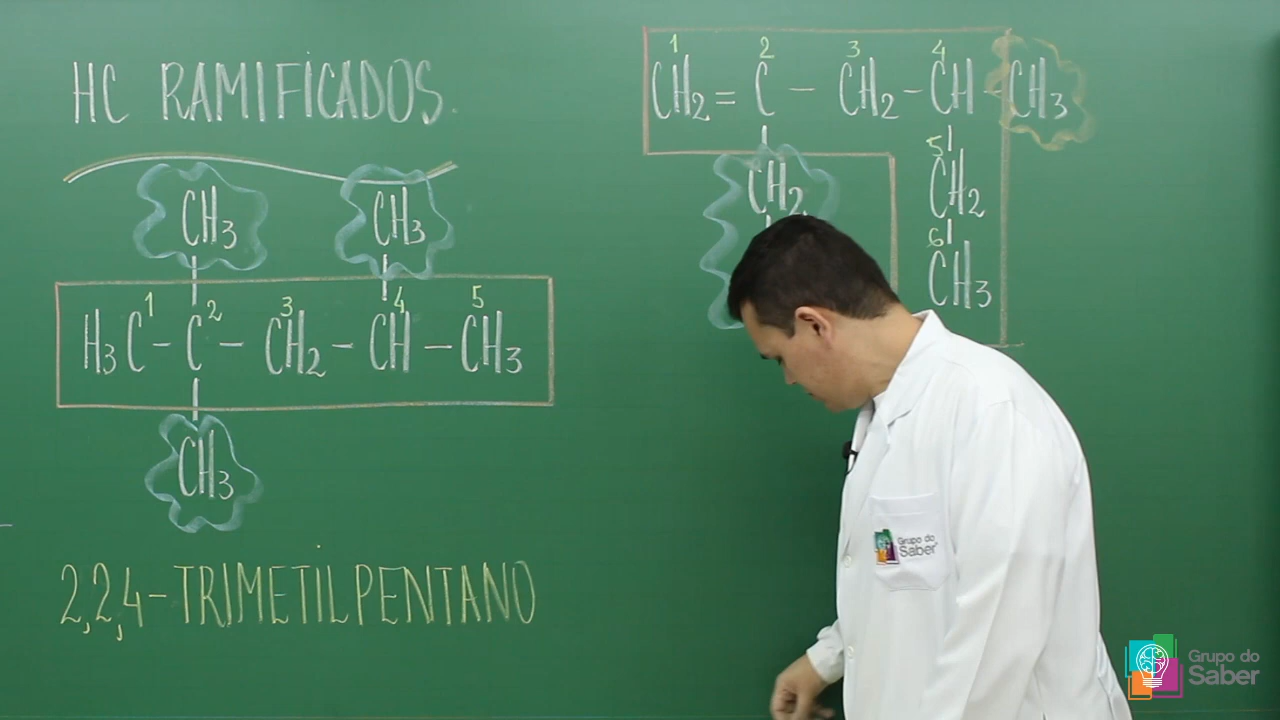 HC RAMIFICADOS.
CH3 CH3
1 2 3 4 5
H3C - C - CH2 - CH - CH3
CH3
2,2,4-TRIMETILPENTANO
1 2 3 4
CH2 = C - CH2 - CH - CH3
5
CH2 CH2
6
CH3
Grupo do
Saber
Grupo do
Saber